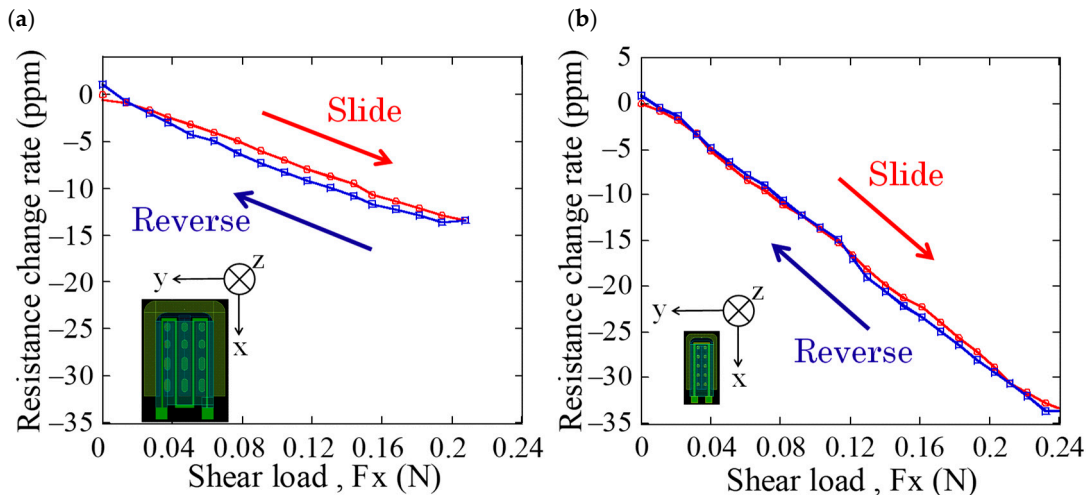 (a)
Resistance change rate (ppm)
0
−5
−10
−15
−20
−25
−30
−35
Slide
Reverse
z
y
x
0 0.04 0.08 0.12 0.16 0.2 0.24
Shear load , Fx (N)
(b)
Resistance change rate (ppm)
5
0
−5
−10
−15
−20
−25
−30
−35
Slide
Reverse
z
y
x
0 0.04 0.08 0.12 0.16 0.2 0.24
Shear load , Fx (N)